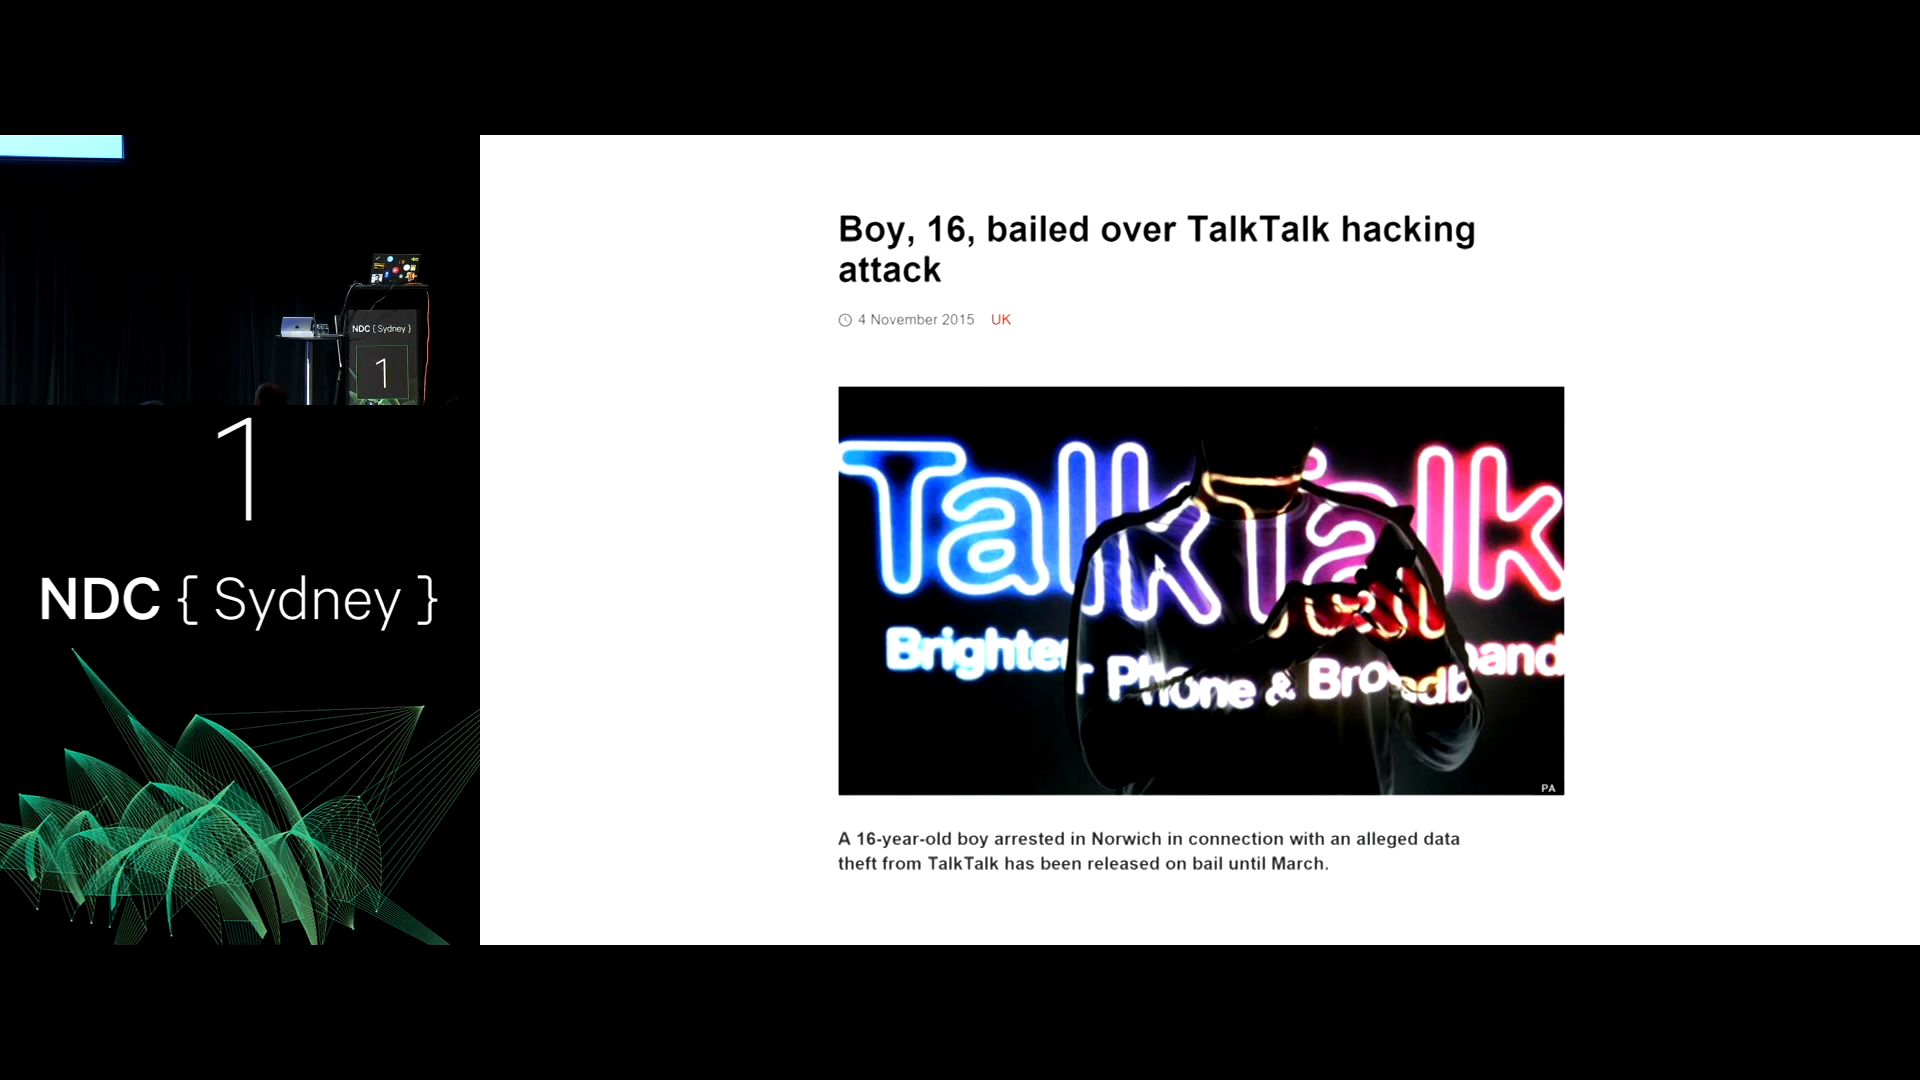 NDC { Sydney }
1
1
NDC { Sydney }
Boy, 16, bailed over TalkTalk hacking
attack
4 November 2015 UK
TalkTalk
Brighter Phone & Broadband
PA
A 16-year-old boy arrested in Norwich in connection with an alleged data
theft from TalkTalk has been released on bail until March.